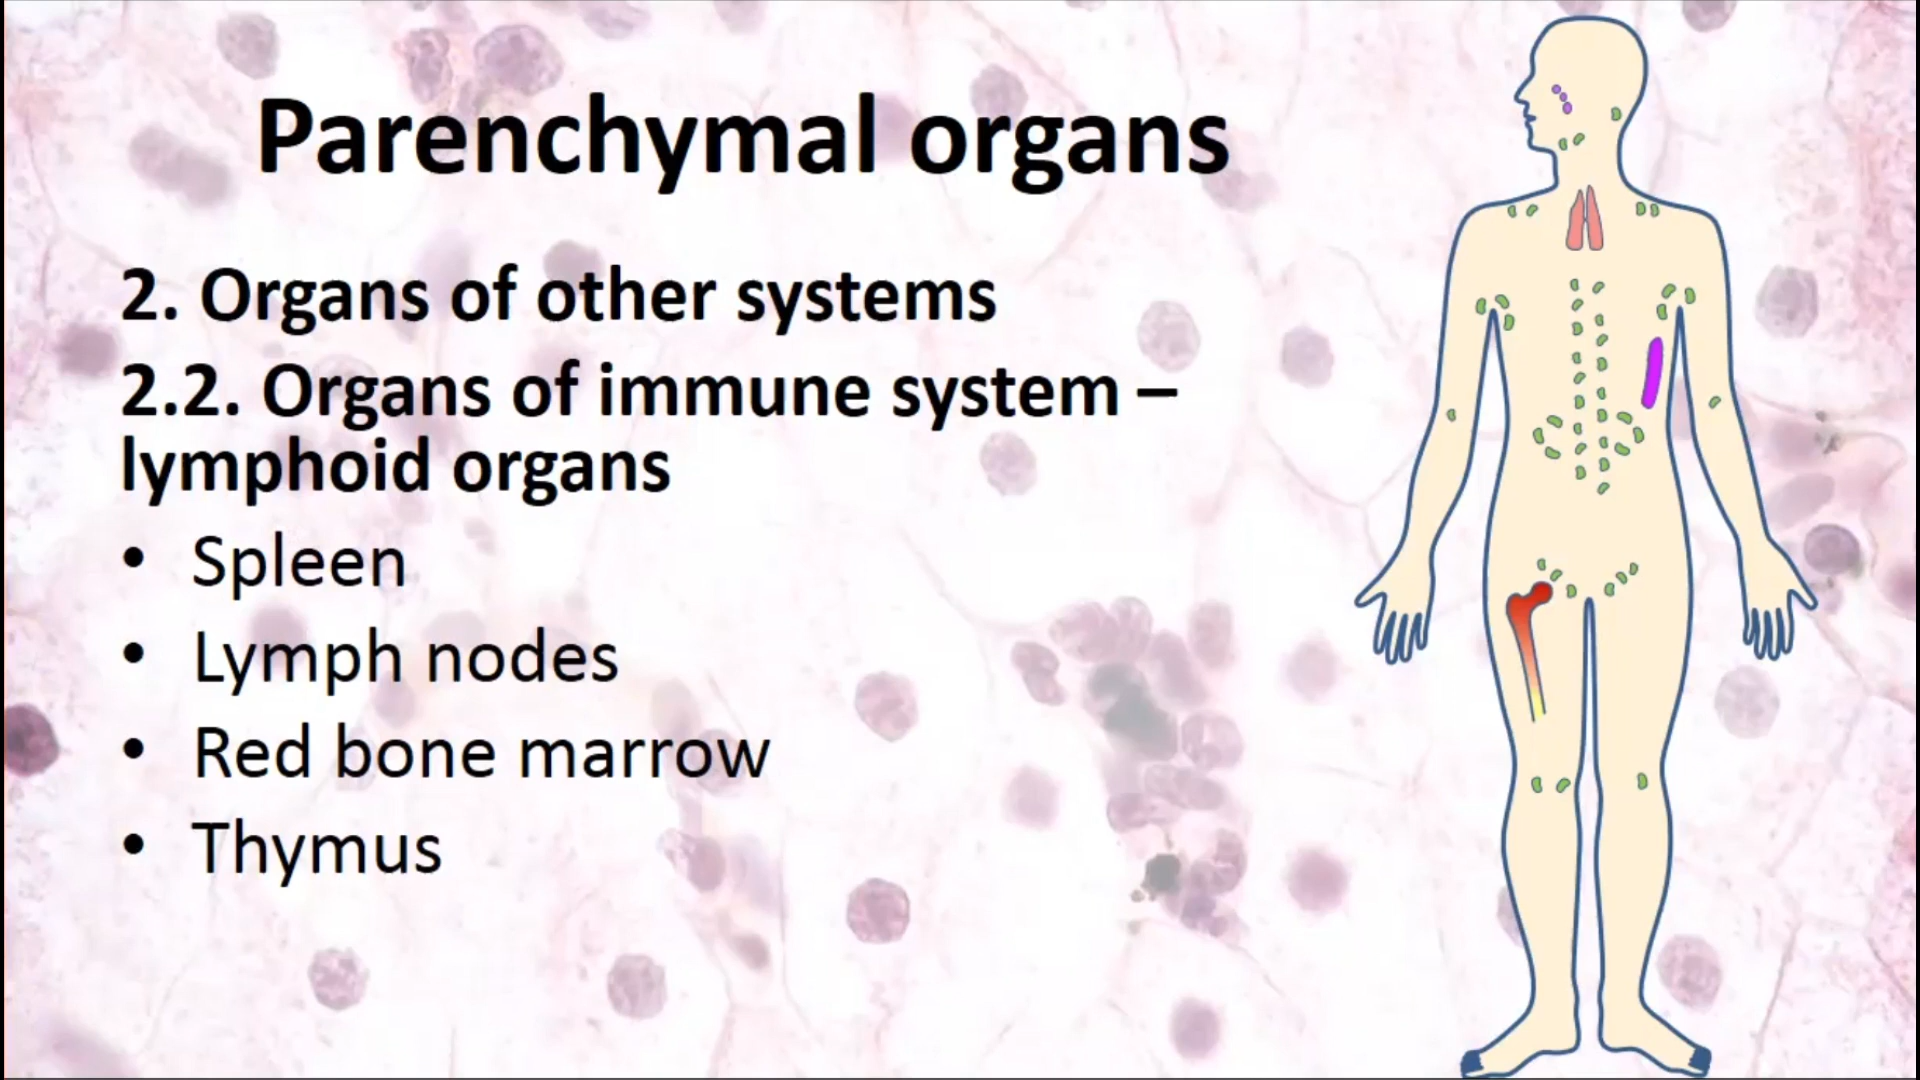 Parenchymal organs
2. Organs of other systems
2.2. Organs of immune system –
lymphoid organs
• Spleen
• Lymph nodes
• Red bone marrow
• Thymus